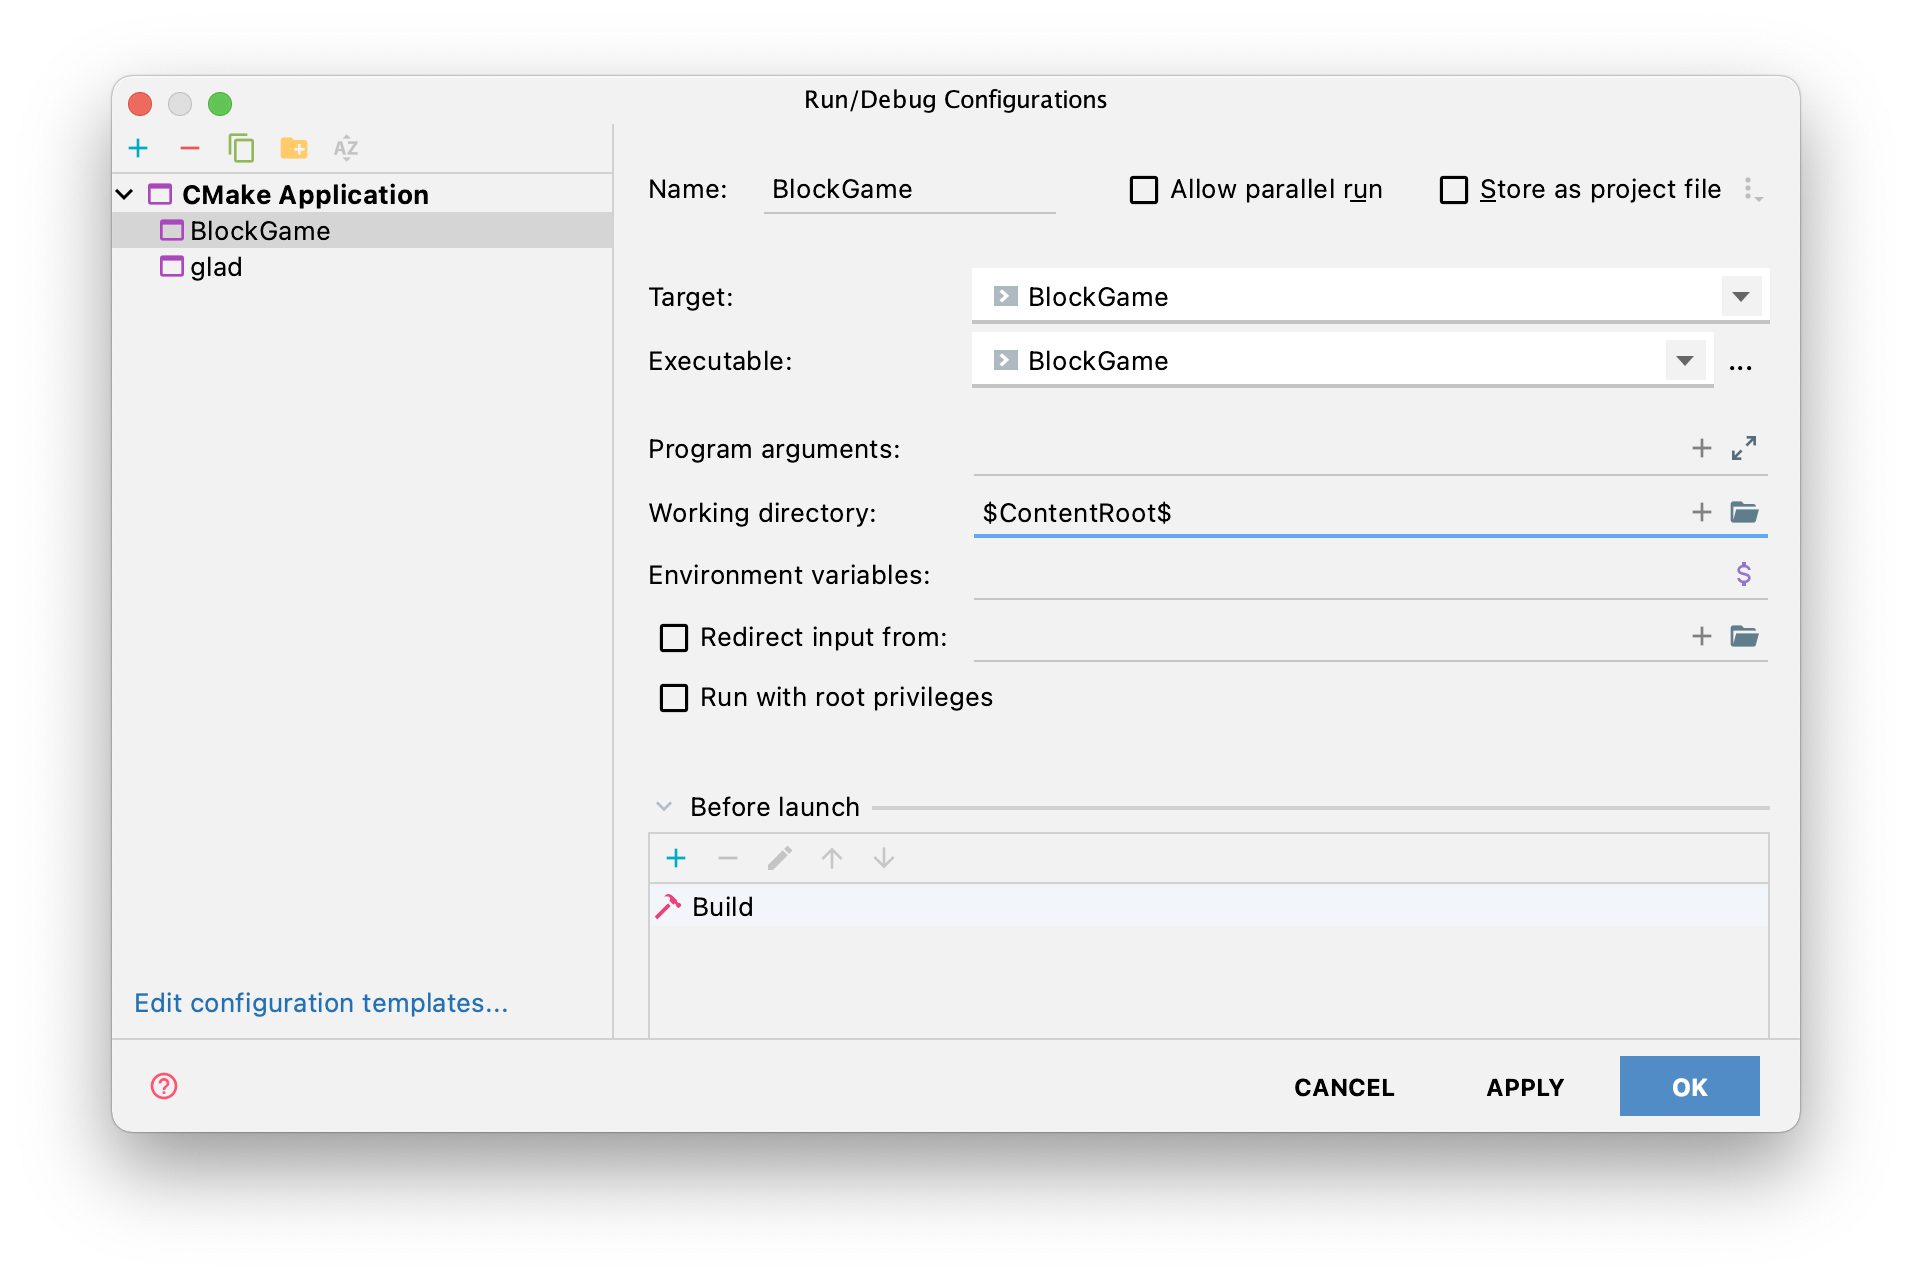 Run/Debug Configurations
CMake Application
BlockGame
glad
Edit configuration templates...
Name: BlockGame
Allow parallel run
Store as project file
Target: BlockGame
Executable: BlockGame
...
Program arguments:
Working directory: $ContentRoot$
Environment variables: $
Redirect input from:
Run with root privileges
Before launch
Build
? CANCEL APPLY OK